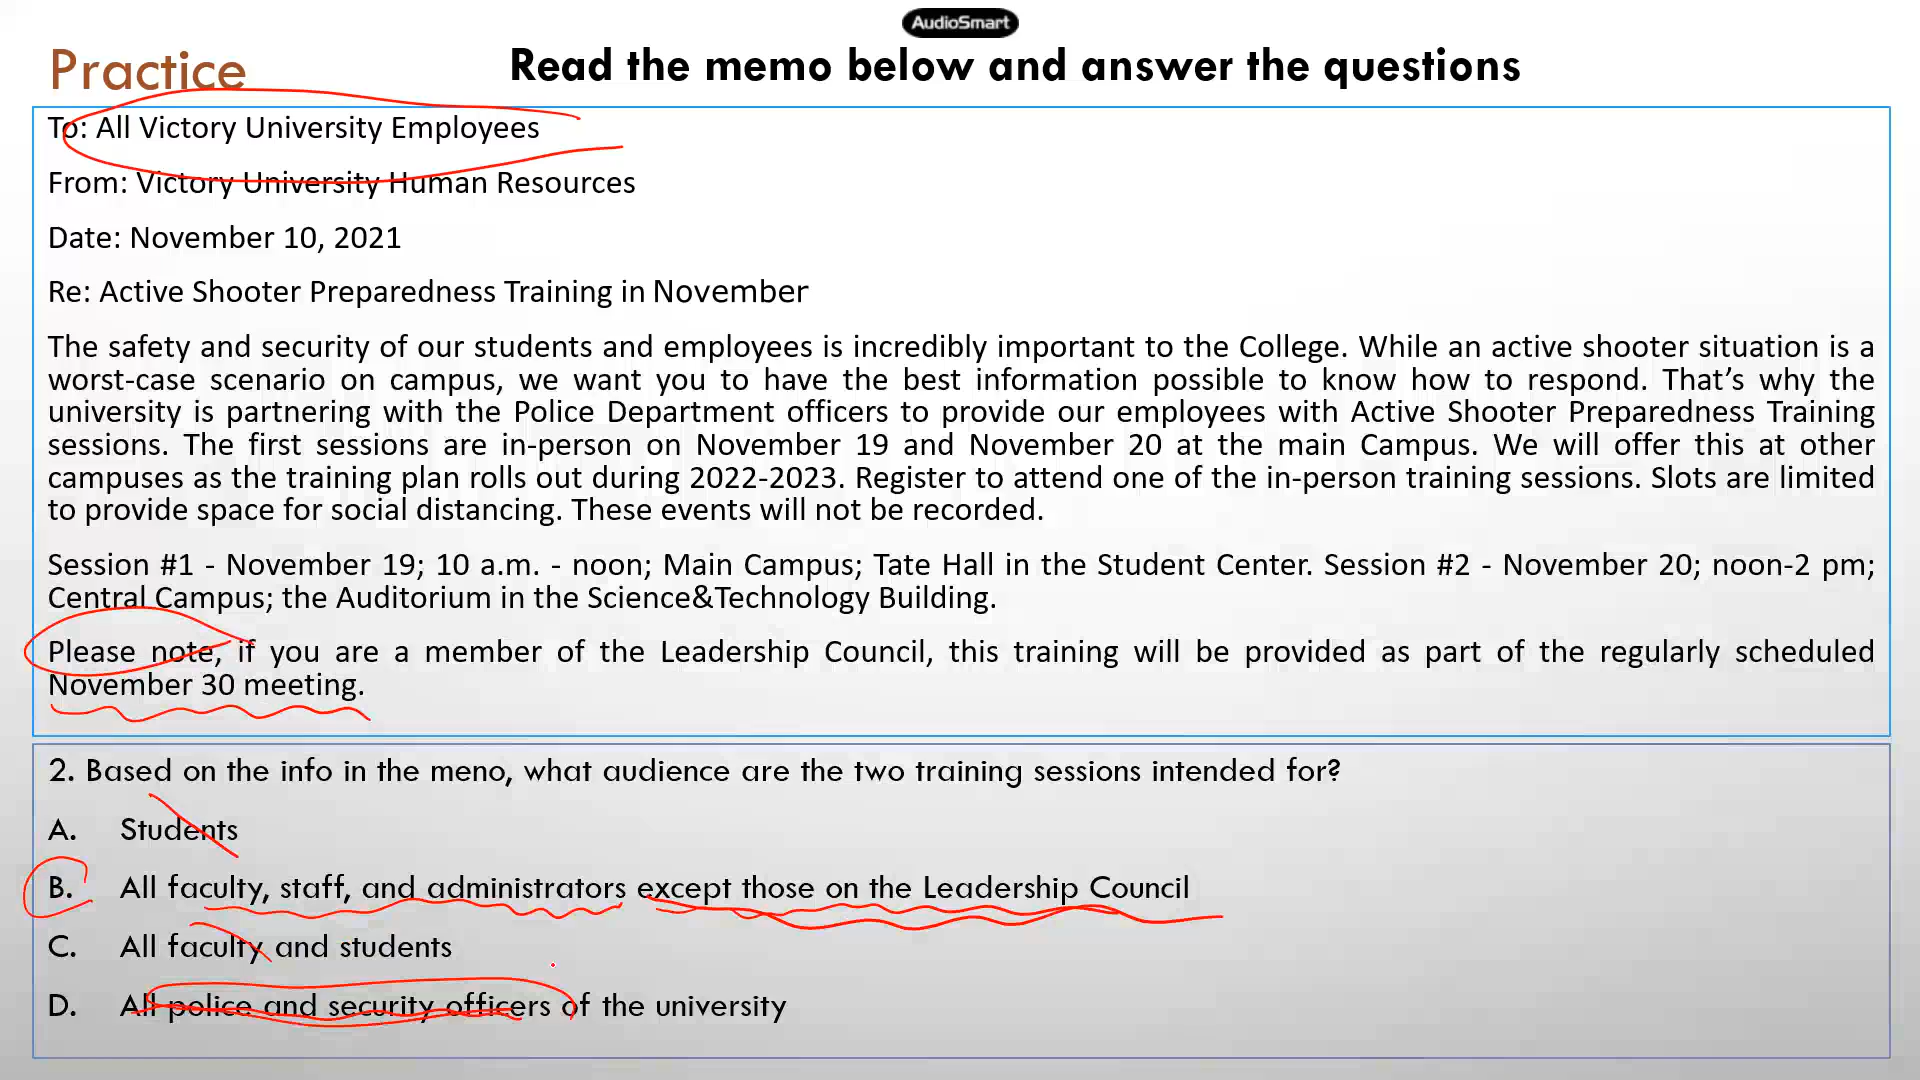 AudioSmart
Practice
Read the memo below and answer the questions
To: All Victory University Employees
From: Victory University Human Resources
Date: November 10, 2021
Re: Active Shooter Preparedness Training in November
The safety and security of our students and employees is incredibly important to the College. While an active shooter situation is a
worst-case scenario on campus, we want you to have the best information possible to know how to respond. That’s why the
university is partnering with the Police Department officers to provide our employees with Active Shooter Preparedness Training
sessions. The first sessions are in-person on November 19 and November 20 at the main Campus. We will offer this at other
campuses as the training plan rolls out during 2022-2023. Register to attend one of the in-person training sessions. Slots are limited
to provide space for social distancing. These events will not be recorded.
Session #1 - November 19; 10 a.m. - noon; Main Campus; Tate Hall in the Student Center. Session #2 - November 20; noon-2 pm;
Central Campus; the Auditorium in the Science&Technology Building.
Please note, if you are a member of the Leadership Council, this training will be provided as part of the regularly scheduled
November 30 meeting.
2. Based on the info in the meno, what audience are the two training sessions intended for?
A. Students
B. All faculty, staff, and administrators except those on the Leadership Council
C. All faculty and students
D. All police and security officers of the university